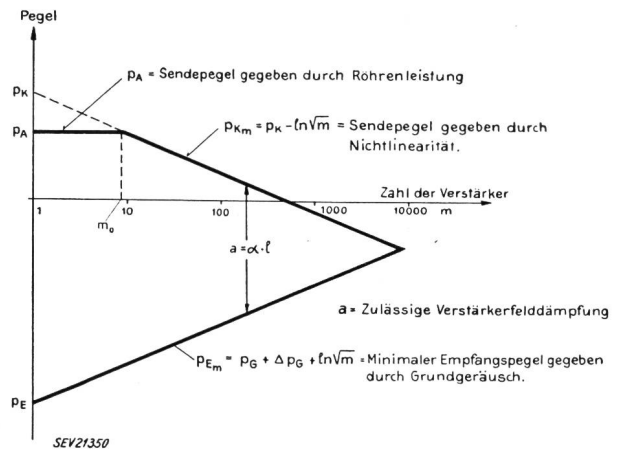 Pegel
p_A = Sendepegel gegeben durch Röhrenleistung
p_K
p_A
p_Km = p_K - ln√m = Sendepegel gegeben durch
Nichtlinearität.
Zahl der Verstärker
1 10 100 1000 10000 m
m_o
a = α·l
a = Zulässige Verstärkerfelddämpfung
p_Em = p_G + Δp_G + ln√m = Minimaler Empfangspegel gegeben
durch Grundgeräusch.
p_E
SEV21350